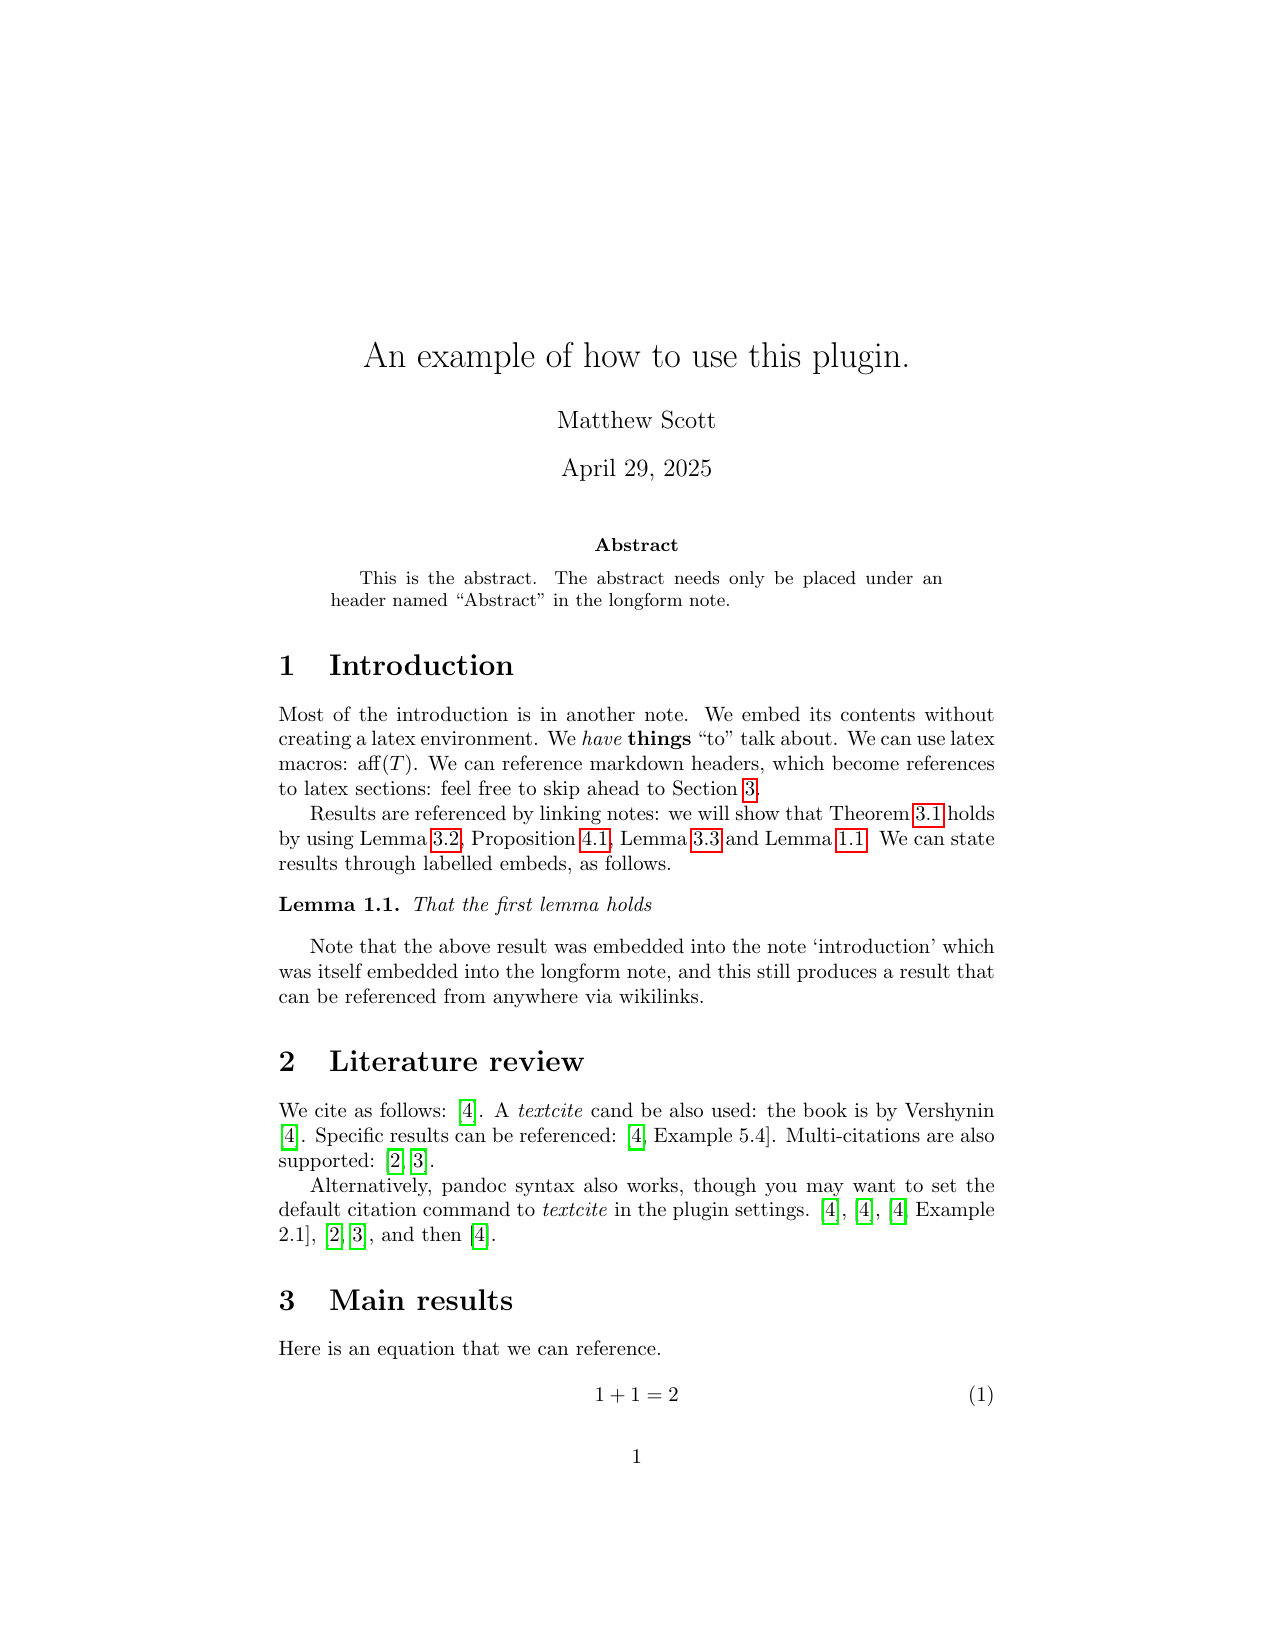 An example of how to use this plugin.
Matthew Scott
April 29, 2025
Abstract
This is the abstract. The abstract needs only be placed under an
header named “Abstract” in the longform note.
1 Introduction
Most of the introduction is in another note. We embed its contents without
creating a latex environment. We have things “to” talk about. We can use latex
macros: aff(T). We can reference markdown headers, which become references
to latex sections: feel free to skip ahead to Section 3.
Results are referenced by linking notes: we will show that Theorem 3.1 holds
by using Lemma 3.2, Proposition 4.1, Lemma 3.3 and Lemma 1.1. We can state
results through labelled embeds, as follows.
Lemma 1.1. That the first lemma holds
Note that the above result was embedded into the note ‘introduction’ which
was itself embedded into the longform note, and this still produces a result that
can be referenced from anywhere via wikilinks.
2 Literature review
We cite as follows: [4]. A textcite cand be also used: the book is by Vershynin
[4]. Specific results can be referenced: [4, Example 5.4]. Multi-citations are also
supported: [2, 3].
Alternatively, pandoc syntax also works, though you may want to set the
default citation command to textcite in the plugin settings. [4], [4], [4, Example
2.1], [2, 3], and then [4].
3 Main results
Here is an equation that we can reference.
1 + 1 = 2 (1)
1